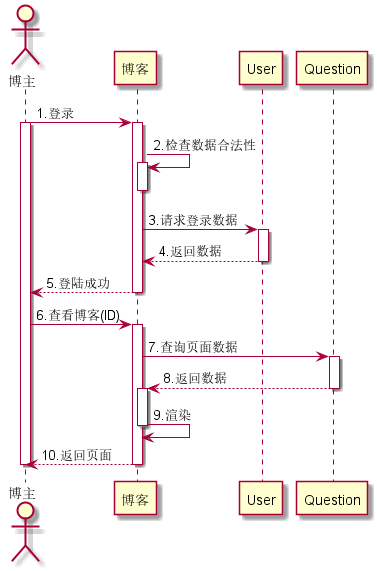 博主
博客
User
Question
1.登录
2.检查数据合法性
3.请求登录数据
4.返回数据
5.登陆成功
6.查看博客(ID)
7.查询页面数据
8.返回数据
9.渲染
10.返回页面
博主
博客
User
Question